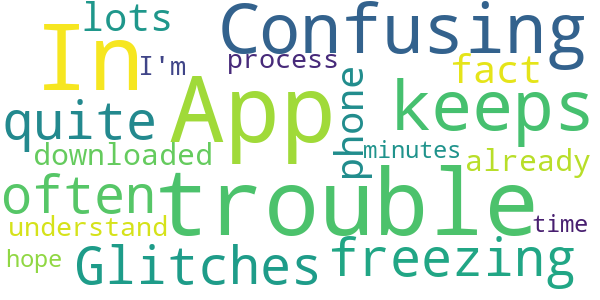 lots
In
Confusing
I'm
process
fact
quite
App
keeps
phone
downloaded
minutes
already
often
trouble
understand
time
hope
Glitches
freezing